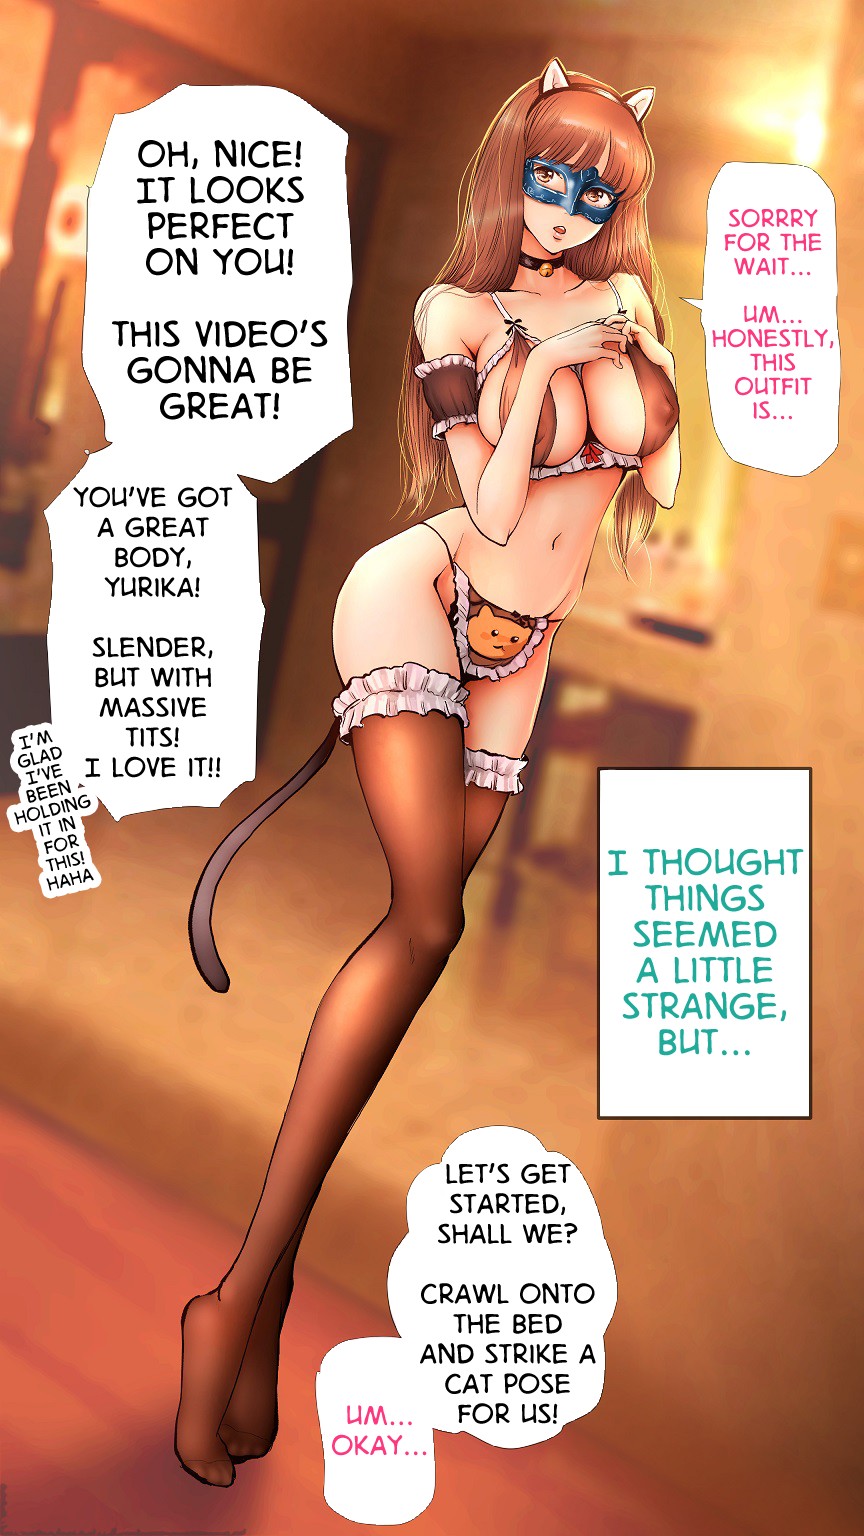 OH, NICE!
IT LOOKS
PERFECT
ON YOU!
THIS VIDEO'S
GONNA BE
GREAT!
SORRRY
FOR THE
WAIT...
UM...
HONESTLY,
THIS
OUTFIT
IS...
YOU'VE GOT
A GREAT
BODY,
YURIKA!
SLENDER,
BUT WITH
MASSIVE
TITS!
I LOVE IT!!
I'M
GLAD
I'VE
BEEN
HOLDING
IT IN
FOR
THIS!
HAHA
I THOUGHT
THINGS
SEEMED
A LITTLE
STRANGE,
BUT...
LET'S GET
STARTED,
SHALL WE?
CRAWL ONTO
THE BED
AND STRIKE A
CAT POSE
FOR US!
UM...
OKAY...